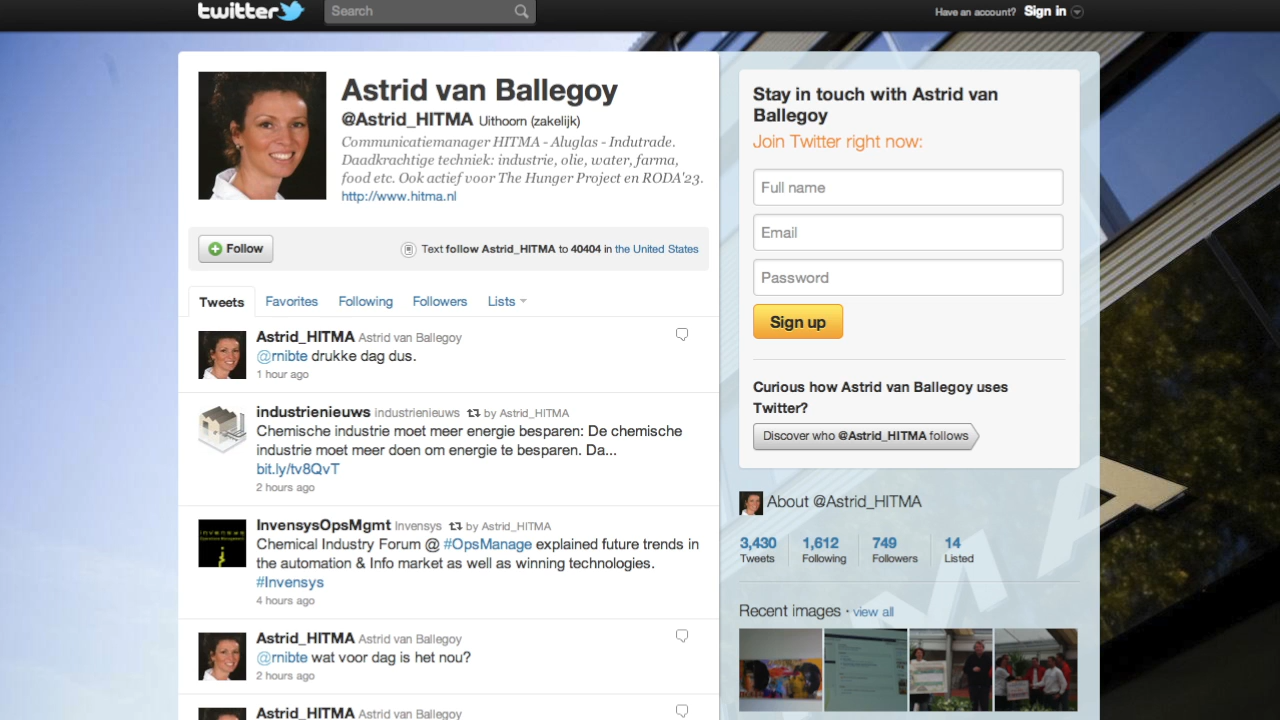 twitter
Search
Have an account? Sign in
Astrid van Ballegoy
@Astrid_HITMA Uithoorn (zakelijk)
Communicatiemanager HITMA - Aluglas - Indutrade.
Daadkrachtige techniek: industrie, olie, water, farma,
food etc. Ook actief voor The Hunger Project en RODA'23.
http://www.hitma.nl
Follow
Text follow Astrid_HITMA to 40404 in the United States
Tweets Favorites Following Followers Lists
Astrid_HITMA Astrid van Ballegoy
@rnibte drukke dag dus.
1 hour ago
industrienieuws industrienieuws by Astrid_HITMA
Chemische industrie moet meer energie besparen: De chemische
industrie moet meer doen om energie te besparen. Da...
bit.ly/tv8QvT
2 hours ago
InvensysOpsMgmt Invensys by Astrid_HITMA
Chemical Industry Forum @ #OpsManage explained future trends in
the automation & Info market as well as winning technologies.
#Invensys
4 hours ago
Astrid_HITMA Astrid van Ballegoy
@rnibte wat voor dag is het nou?
2 hours ago
Astrid_HITMA Astrid van Ballegoy
Stay in touch with Astrid van
Ballegoy
Join Twitter right now:
Full name
Email
Password
Sign up
Curious how Astrid van Ballegoy uses
Twitter?
Discover who @Astrid_HITMA follows
About @Astrid_HITMA
3,430 1,612 749 14
Tweets Following Followers Listed
Recent images · view all